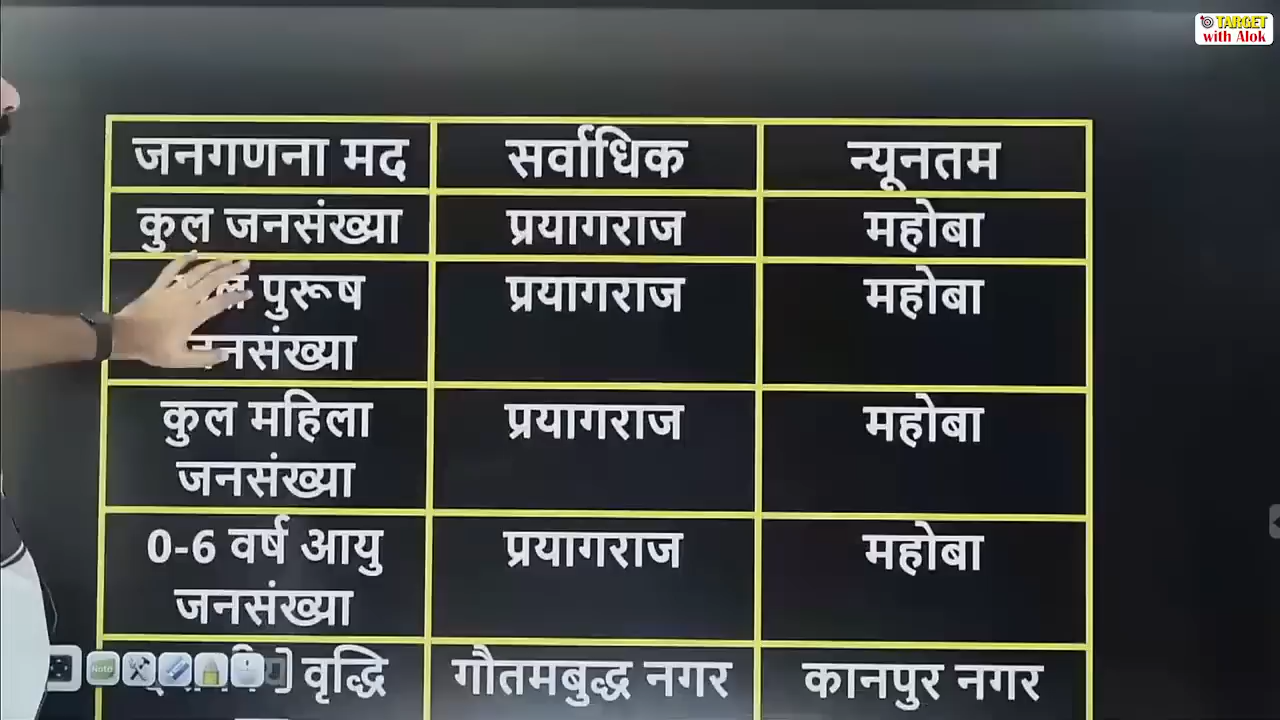 TARGET
with Alok
जनगणना मद सर्वाधिक न्यूनतम
कुल जनसंख्या प्रयागराज महोबा
पुरूष प्रयागराज महोबा
जनसंख्या
कुल महिला प्रयागराज महोबा
जनसंख्या
0-6 वर्ष आयु प्रयागराज महोबा
जनसंख्या
वृद्धि गौतमबुद्ध नगर कानपुर नगर
Note